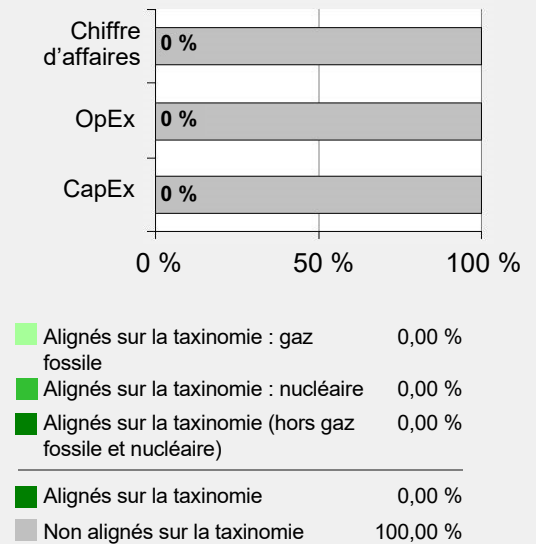 Chiffre
d’affaires
0 %
OpEx
0 %
CapEx
0 %
0 % 50 % 100 %
Alignés sur la taxinomie : gaz 0,00 %
fossile
Alignés sur la taxinomie : nucléaire 0,00 %
Alignés sur la taxinomie (hors gaz 0,00 %
fossile et nucléaire)
Alignés sur la taxinomie 0,00 %
Non alignés sur la taxinomie 100,00 %